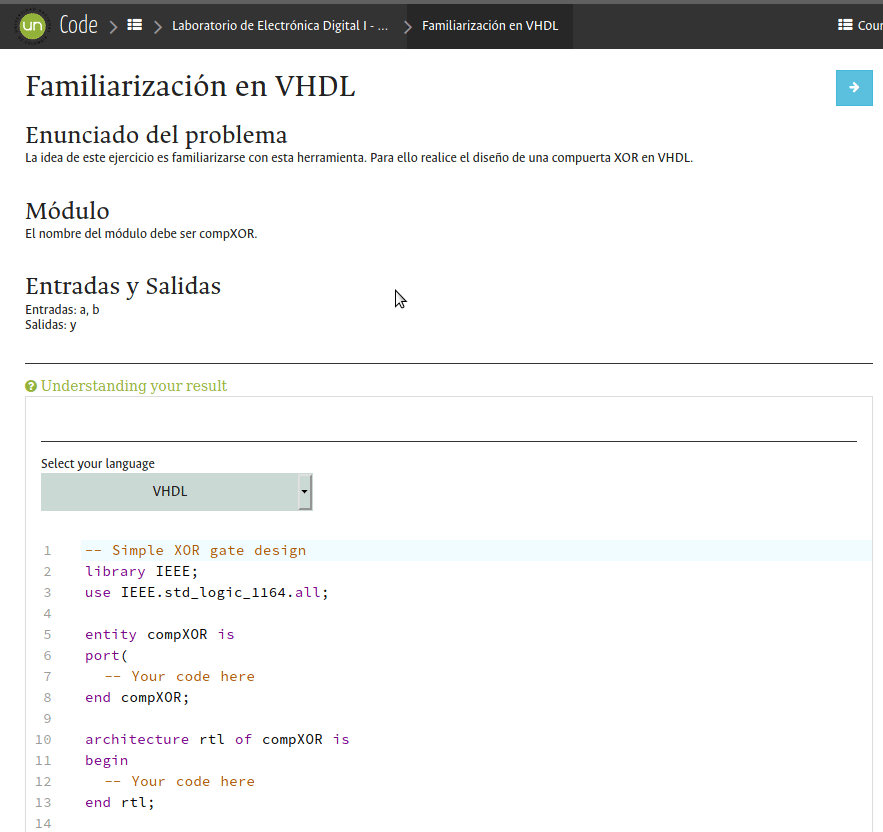 un Code Laboratorio de Electrónica Digital I - ... Familiarización en VHDL
Familiarización en VHDL
Enunciado del problema
La idea de este ejercicio es familiarizarse con esta herramienta. Para ello realice el diseño de una compuerta XOR en VHDL.
Módulo
El nombre del módulo debe ser compXOR.
Entradas y Salidas
Entradas: a, b
Salidas: y
Understanding your result
Select your language
VHDL
1 -- Simple XOR gate design
2 library IEEE;
3 use IEEE.std_logic_1164.all;
4
5 entity compXOR is
6 port(
7 -- Your code here
8 end compXOR;
9
10 architecture rtl of compXOR is
11 begin
12 -- Your code here
13 end rtl;
14